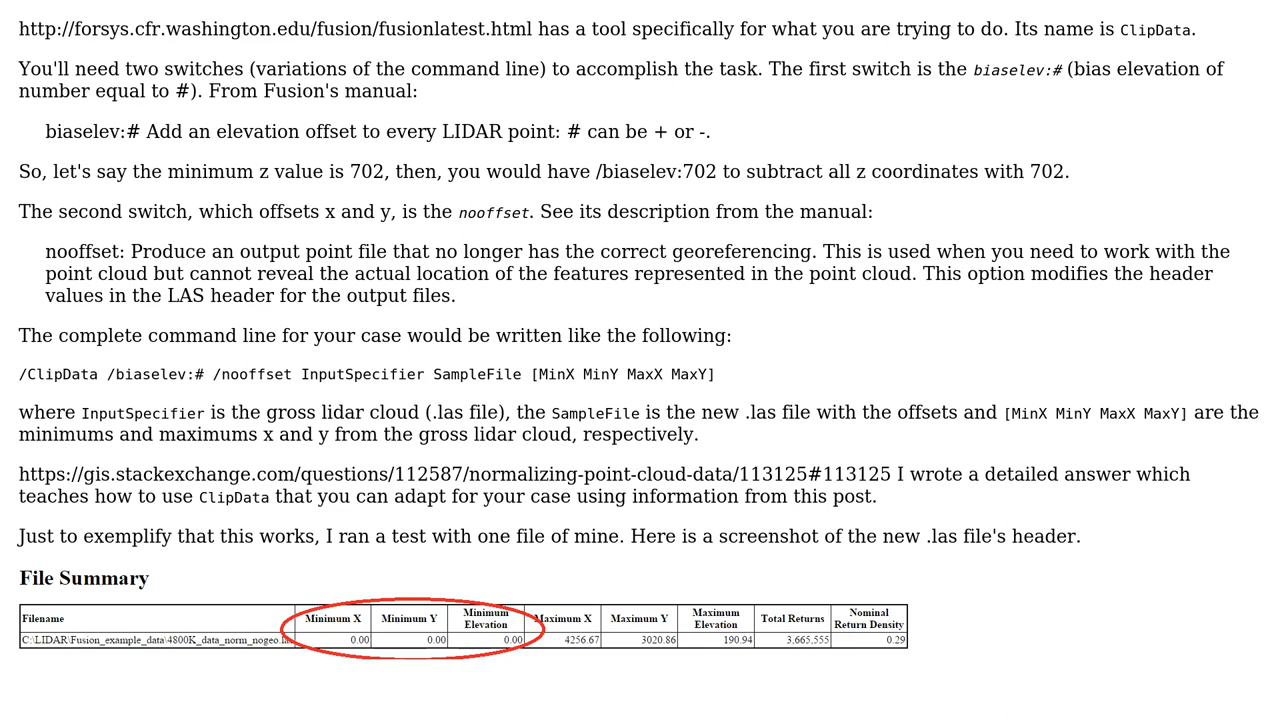 http://forsys.cfr.washington.edu/fusion/fusionlatest.html has a tool specifically for what you are trying to do. Its name is ClipData.
You'll need two switches (variations of the command line) to accomplish the task. The first switch is the biaselev:# (bias elevation of
number equal to #). From Fusion's manual:
biaselev:# Add an elevation offset to every LIDAR point: # can be + or -.
So, let's say the minimum z value is 702, then, you would have /biaselev:702 to subtract all z coordinates with 702.
The second switch, which offsets x and y, is the nooffset. See its description from the manual:
nooffset: Produce an output point file that no longer has the correct georeferencing. This is used when you need to work with the
point cloud but cannot reveal the actual location of the features represented in the point cloud. This option modifies the header
values in the LAS header for the output files.
The complete command line for your case would be written like the following:
/ClipData /biaselev:# /nooffset InputSpecifier SampleFile [MinX MinY MaxX MaxY]
where InputSpecifier is the gross lidar cloud (.las file), the SampleFile is the new .las file with the offsets and [MinX MinY MaxX MaxY] are the
minimums and maximums x and y from the gross lidar cloud, respectively.
https://gis.stackexchange.com/questions/112587/normalizing-point-cloud-data/113125#113125 I wrote a detailed answer which
teaches how to use ClipData that you can adapt for your case using information from this post.
Just to exemplify that this works, I ran a test with one file of mine. Here is a screenshot of the new .las file's header.
File Summary
Filename Minimum X Minimum Y Minimum Elevation Maximum X Maximum Y Maximum Elevation Total Returns Nominal Return Density
C:\LIDAR\Fusion_example_data\4800K_data_norm_nogeo.las 0.00 0.00 0.00 4256.67 3020.86 190.94 3,665,555 0.29